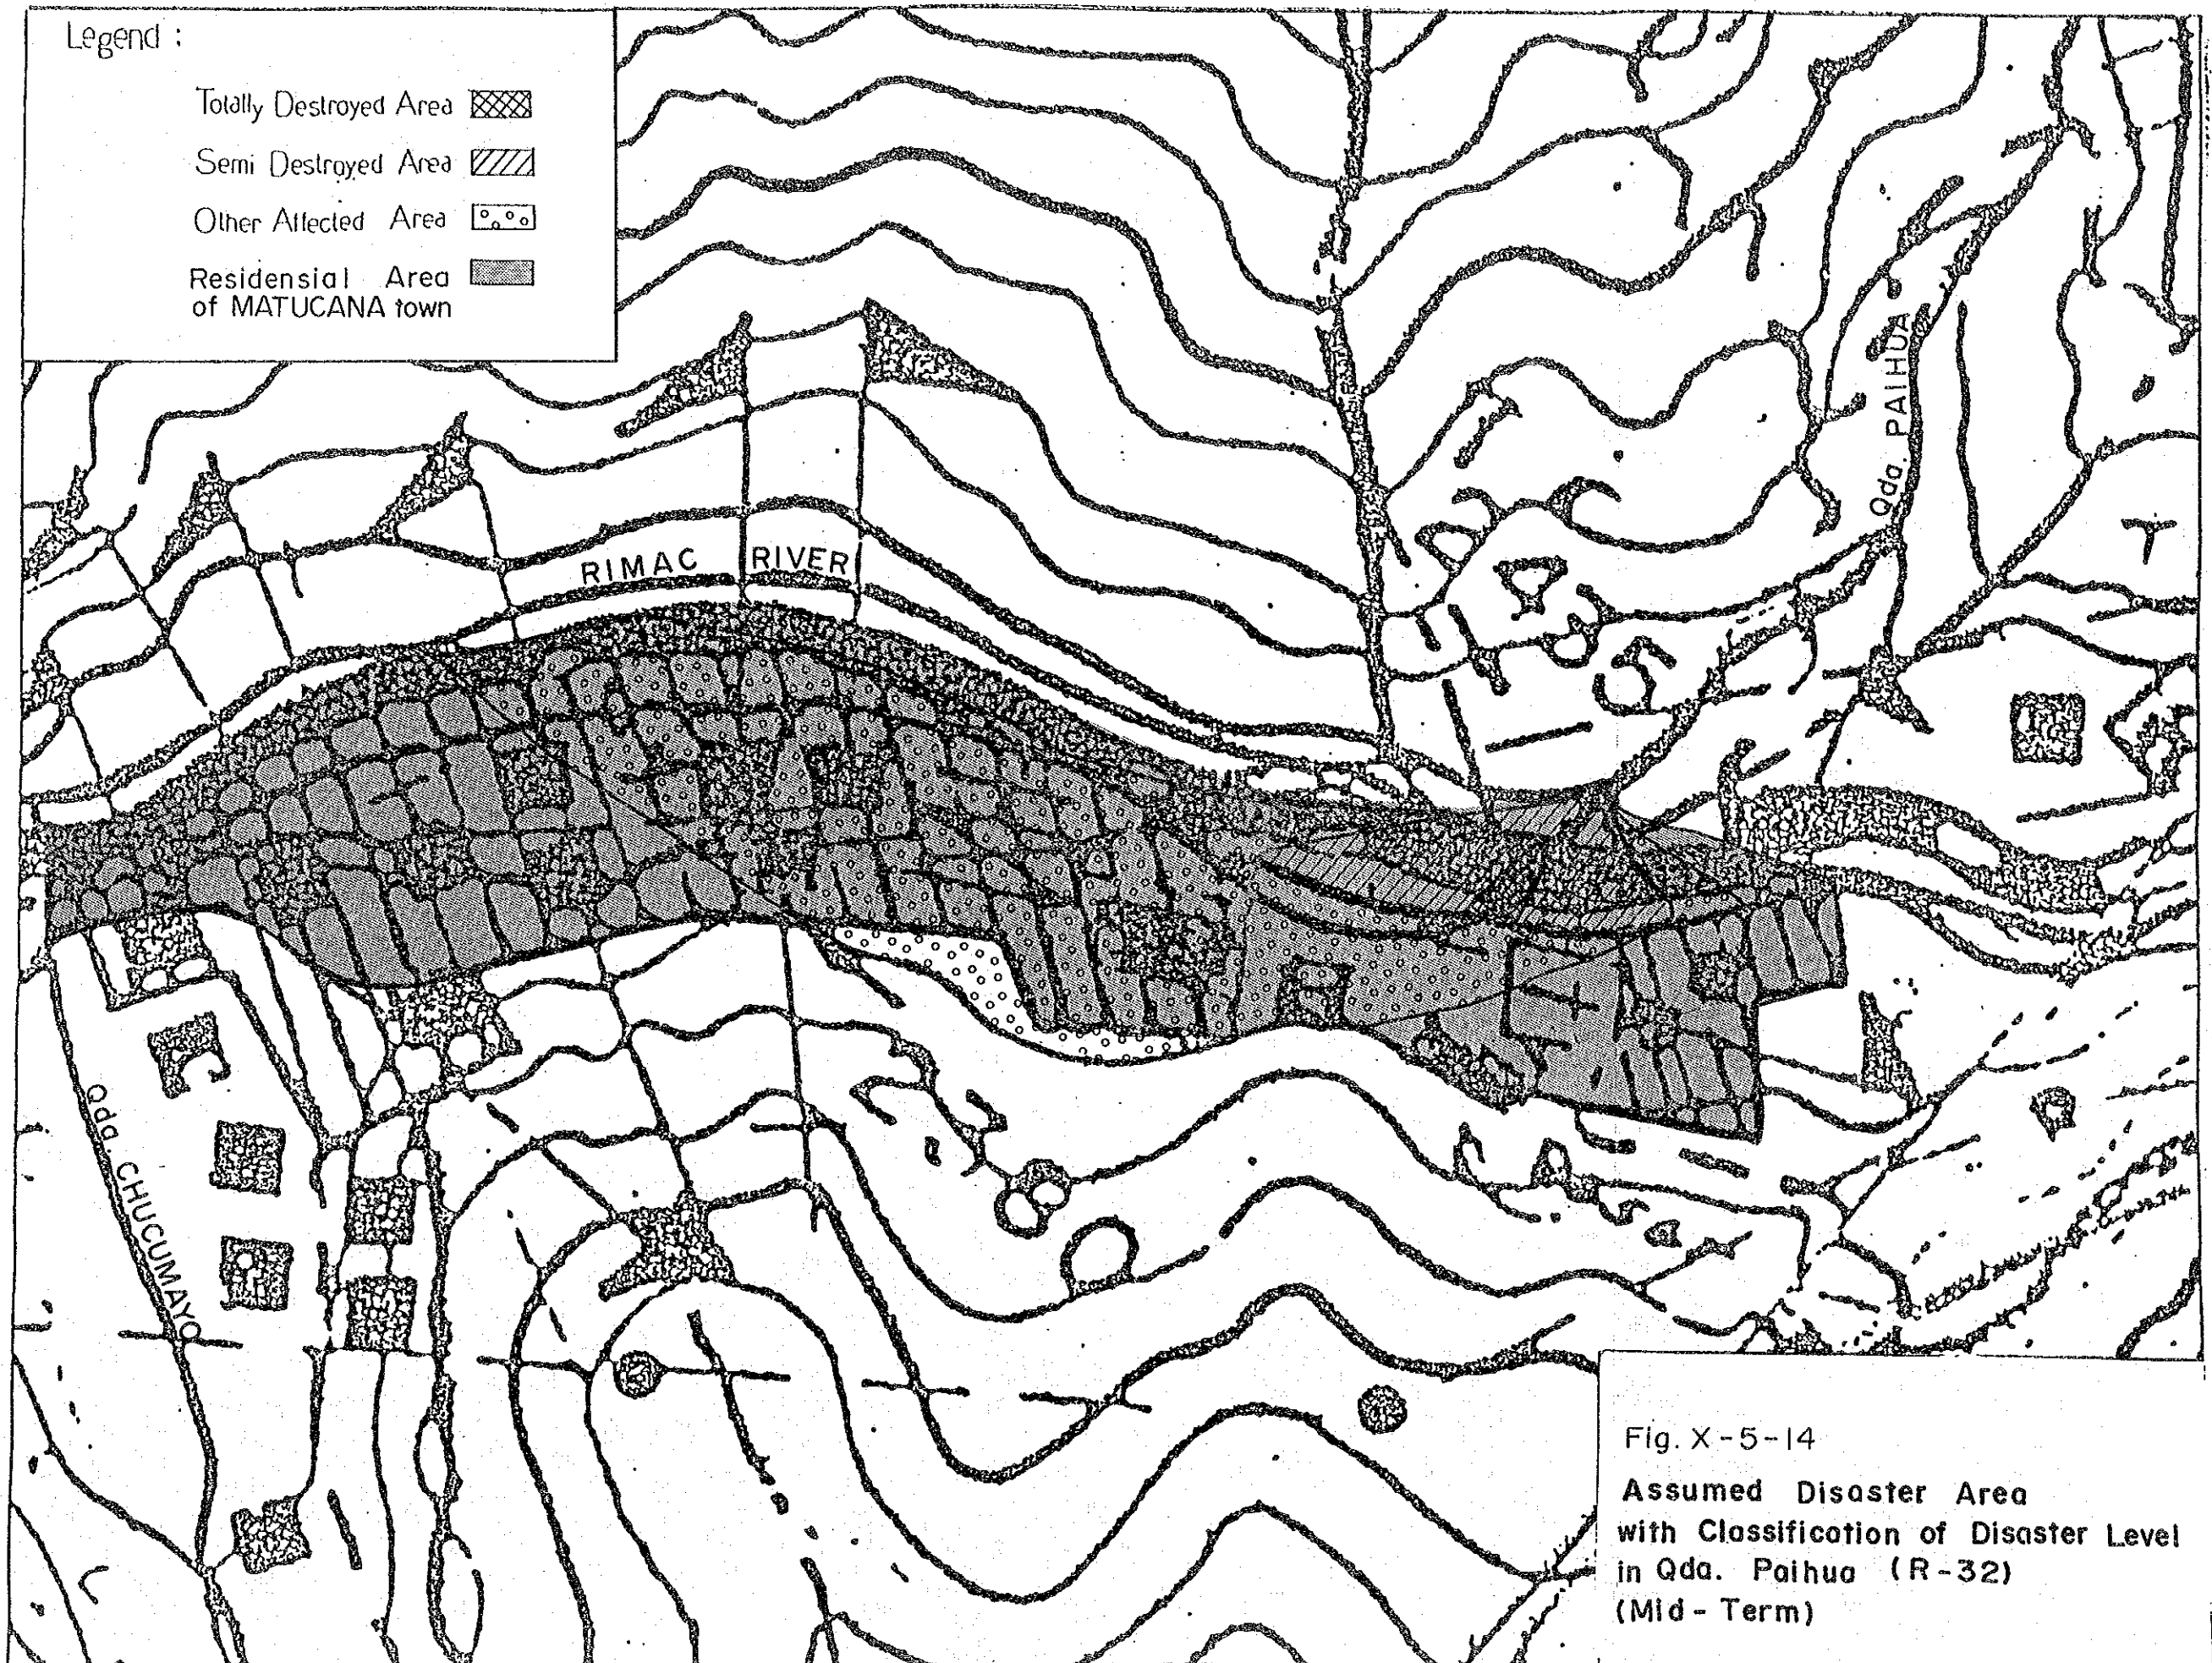 Legend :
Totally Destroyed Area
Semi Destroyed Area
Other Affected Area
Residensial Area
of MATUCANA town
RIMAC RIVER
Qda. PAIHUA
Qda. CHUCUMAYO
Fig. X-5-14
Assumed Disaster Area
with Classification of Disaster Level
in Qda. Paihua (R-32)
(Mid-Term)